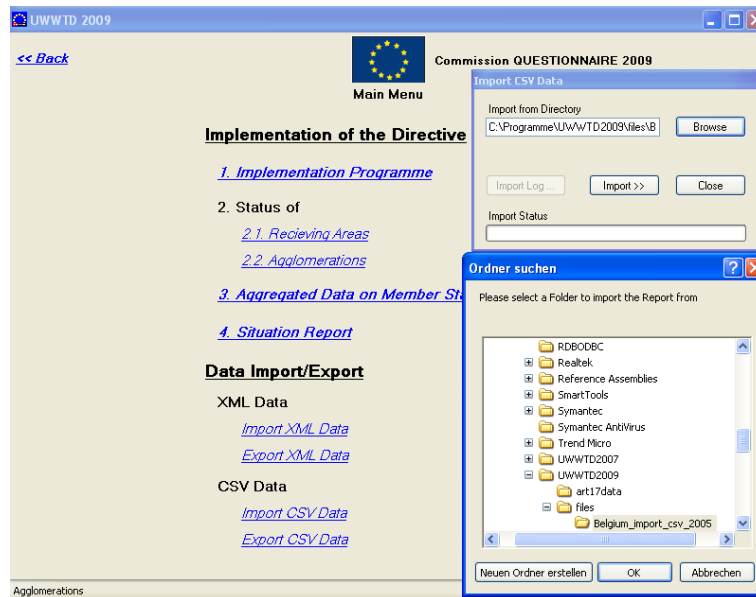 UWWTD 2009
<< Back
Commission QUESTIONNAIRE 2009
Main Menu
Implementation of the Directive
1. Implementation Programme
2. Status of
2.1. Recieving Areas
2.2. Agglomerations
3. Aggregated Data on Member Sta
4. Situation Report
Data Import/Export
XML Data
Import XML Data
Export XML Data
CSV Data
Import CSV Data
Export CSV Data
Agglomerations
Import CSV Data
Import from Directory
C:\Programme\UWWTD2009\files\B
Browse
Import Log ...
Import >>
Close
Import Status
Ordner suchen
Please select a Folder to import the Report from
RDBODBC
Realtek
Reference Assemblies
SmartTools
Symantec
Symantec AntiVirus
Trend Micro
UWWTD2007
UWWTD2009
art17data
files
Belgium_import_csv_2005
Neuen Ordner erstellen
OK
Abbrechen